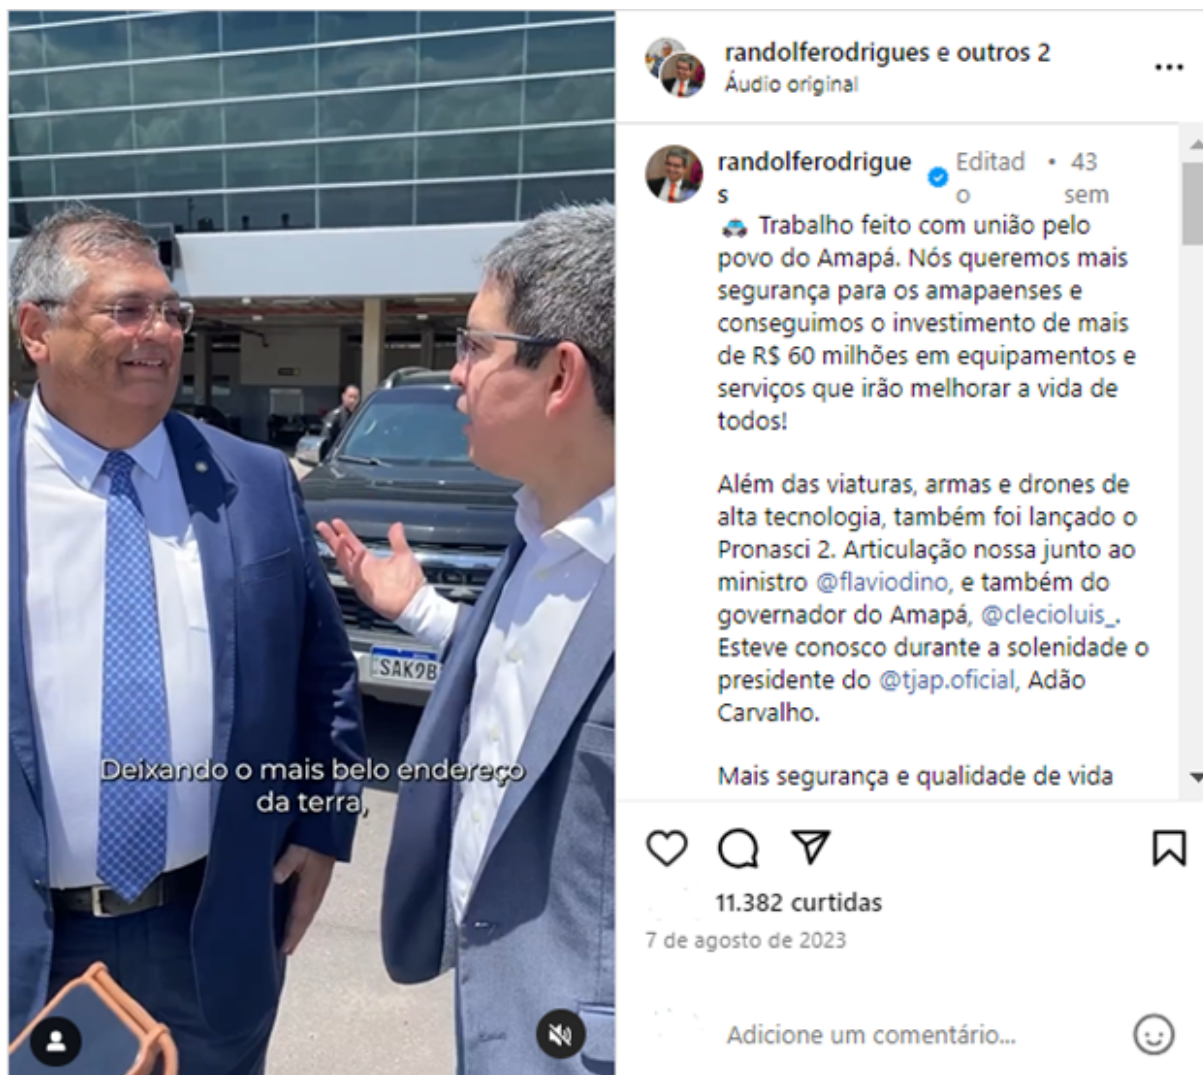 randolferodrigues e outros 2
Áudio original
randolferodrigue
s
Editad
o
• 43
sem
Trabalho feito com união pelo
povo do Amapá. Nós queremos mais
segurança para os amapaenses e
conseguimos o investimento de mais
de R$ 60 milhões em equipamentos e
serviços que irão melhorar a vida de
todos!
Além das viaturas, armas e drones de
alta tecnologia, também foi lançado o
Pronasci 2. Articulação nossa junto ao
ministro @flaviodino, e também do
governador do Amapá, @clecioluis_.
Esteve conosco durante a solenidade o
presidente do @tjap.oficial, Adão
Carvalho.
Mais segurança e qualidade de vida
SAK9B
Deixando o mais belo endereço
da terra,
11.382 curtidas
7 de agosto de 2023
Adicione um comentário...